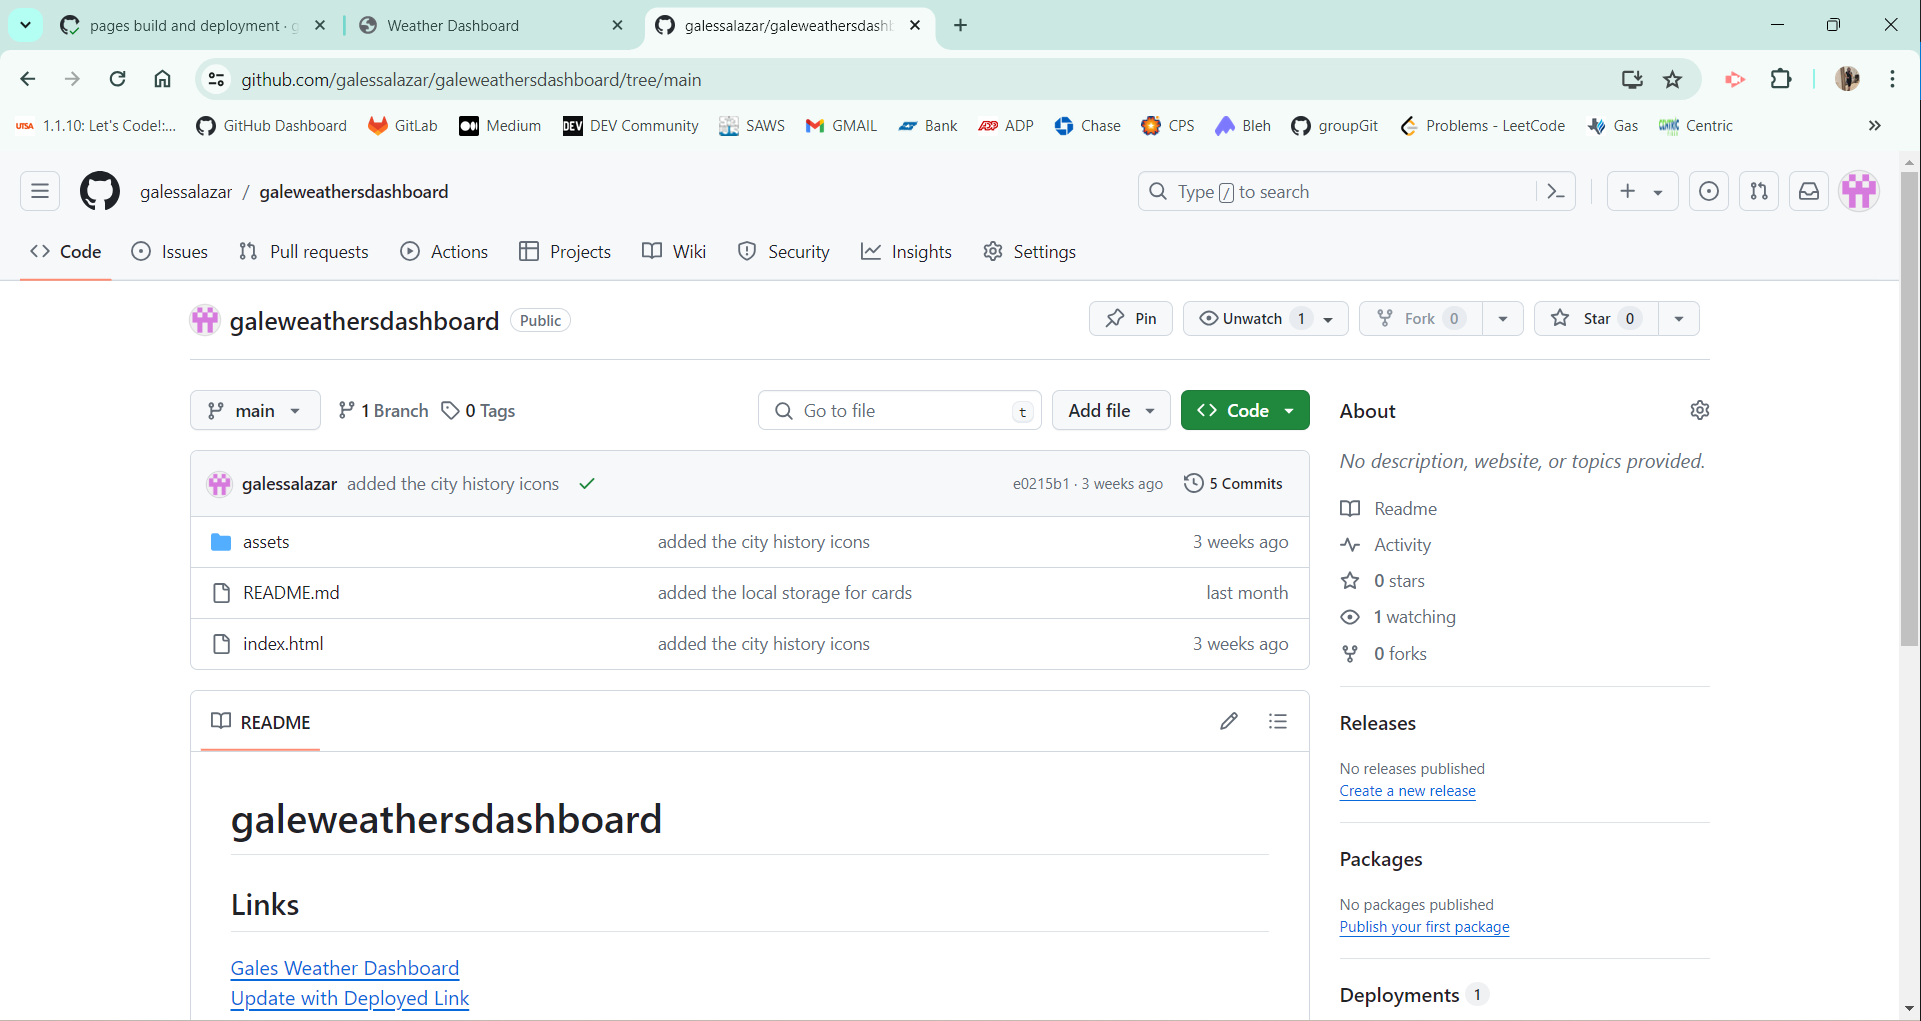 pages build and deployment · g
Weather Dashboard
galessalazar/galeweathersdashb
github.com/galessalazar/galeweathersdashboard/tree/main
UTSA 1.1.10: Let's Code!:...
GitHub Dashboard
GitLab
Medium
DEV DEV Community
SAWS
GMAIL
Bank
ADP
Chase
CPS
Bleh
groupGit
Problems - LeetCode
Gas
Centric
galessalazar / galeweathersdashboard
Type / to search
Code
Issues
Pull requests
Actions
Projects
Wiki
Security
Insights
Settings
galeweathersdashboard Public
Pin
Unwatch 1
Fork 0
Star 0
main
1 Branch
0 Tags
Go to file t
Add file
Code
About
No description, website, or topics provided.
galessalazar added the city history icons
e0215b1 · 3 weeks ago
5 Commits
assets added the city history icons 3 weeks ago
README.md added the local storage for cards last month
index.html added the city history icons 3 weeks ago
Readme
Activity
0 stars
1 watching
0 forks
README
galeweathersdashboard
Links
Gales Weather Dashboard
Update with Deployed Link
Releases
No releases published
Create a new release
Packages
No packages published
Publish your first package
Deployments 1